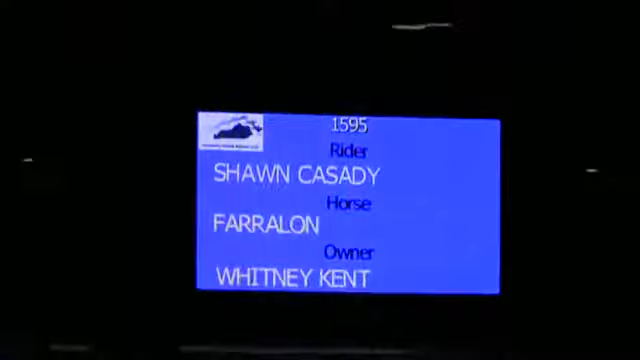 1595
Rider
SHAWN CASADY
Horse
FARRALON
Owner
WHITNEY KENT